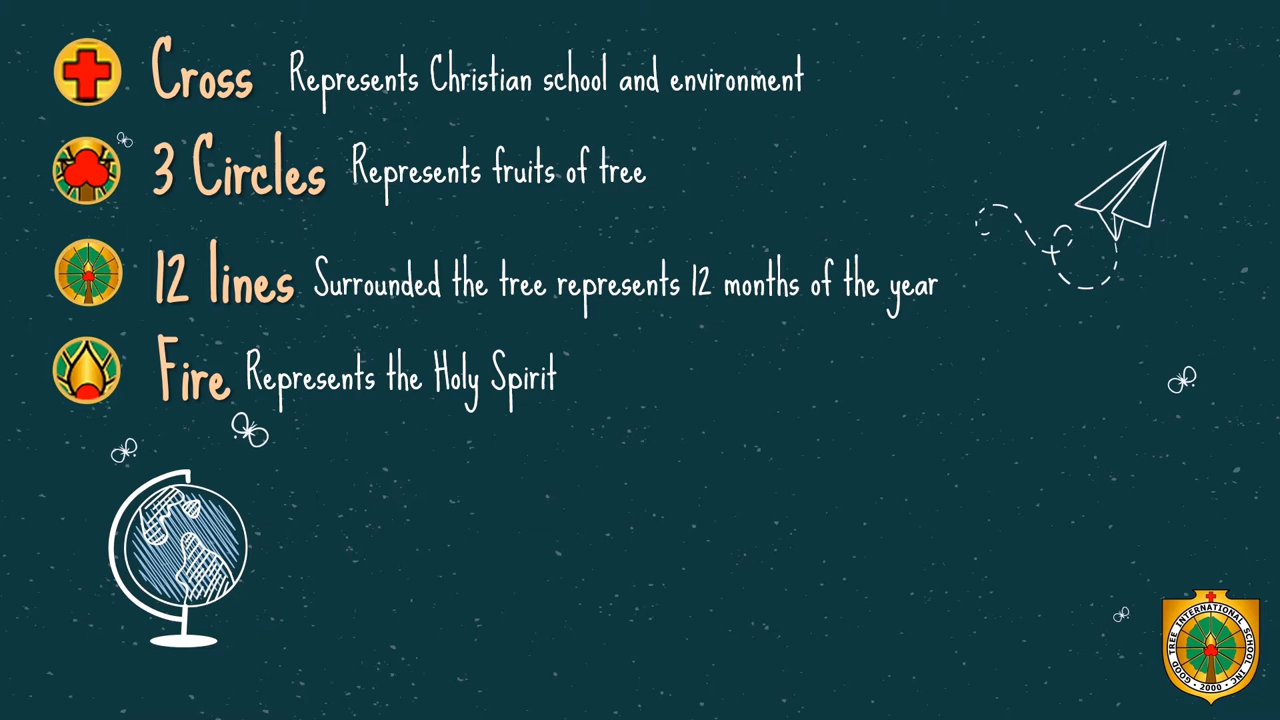 Cross Represents Christian school and environment
3 Circles Represents fruits of tree
12 lines Surrounded the tree represents 12 months of the year
Fire Represents the Holy Spirit
GOOD TREE INTERNATIONAL SCHOOL INC.
· 2000 ·